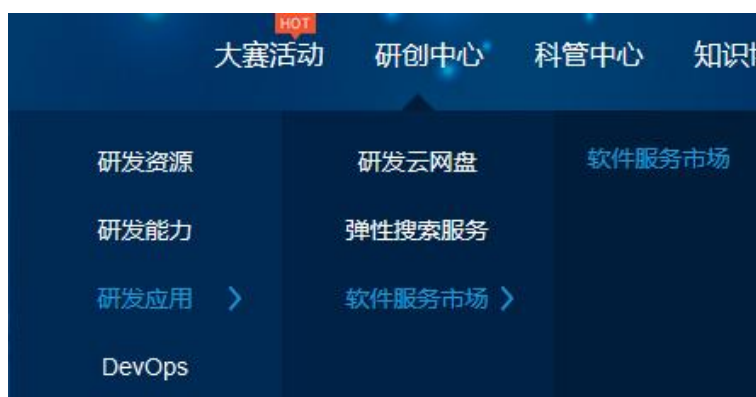 HOT
大赛活动 研创中心 科管中心 知识
研发资源 研发云网盘 软件服务市场
研发能力 弹性搜索服务
研发应用 软件服务市场
DevOps